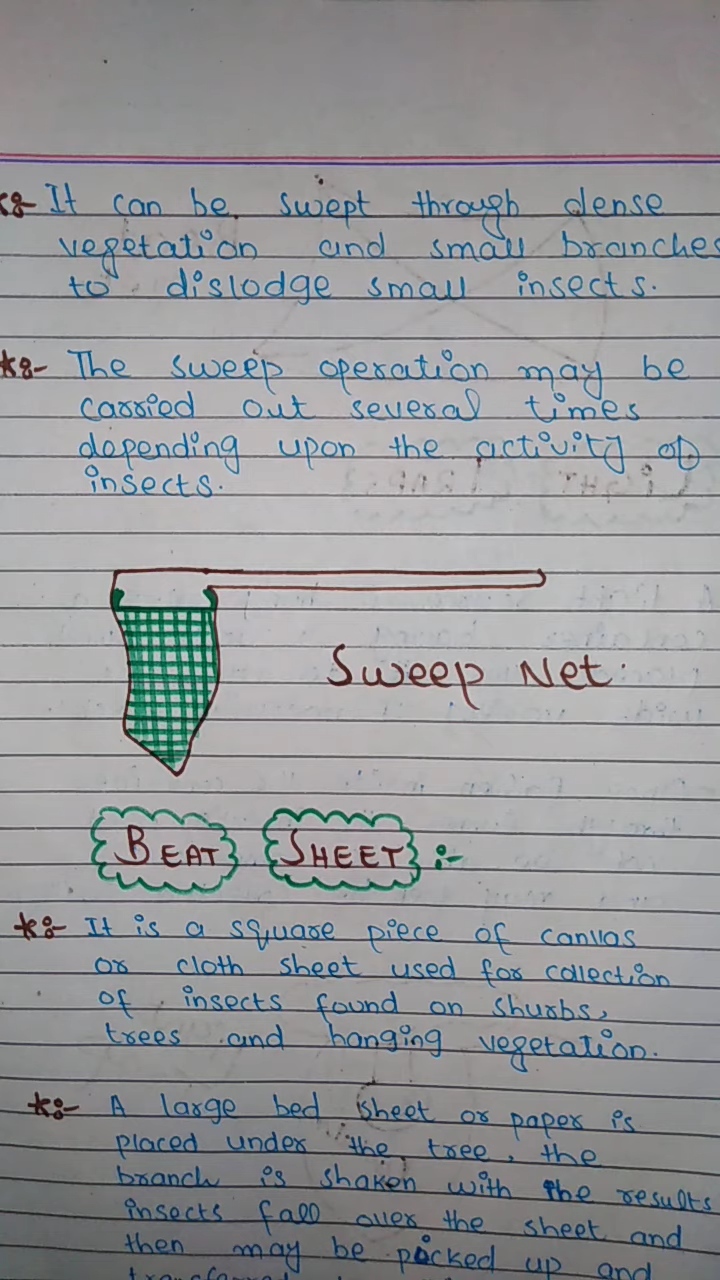 *:- It can be swept through dense
vegetation and small branches
to dislodge small insects.
*:- The sweep operation may be
carried out several times
depending upon the activity of
insects.
Sweep Net.
BEAT SHEET :-
*:- It is a square piece of canvas
or cloth sheet used for collection
of insects found on shurbs,
trees and hanging vegetation.
*:- A large bed sheet or paper is
placed under the tree, the
branch is shaken with the results
insects fall over the sheet and
then may be picked up and